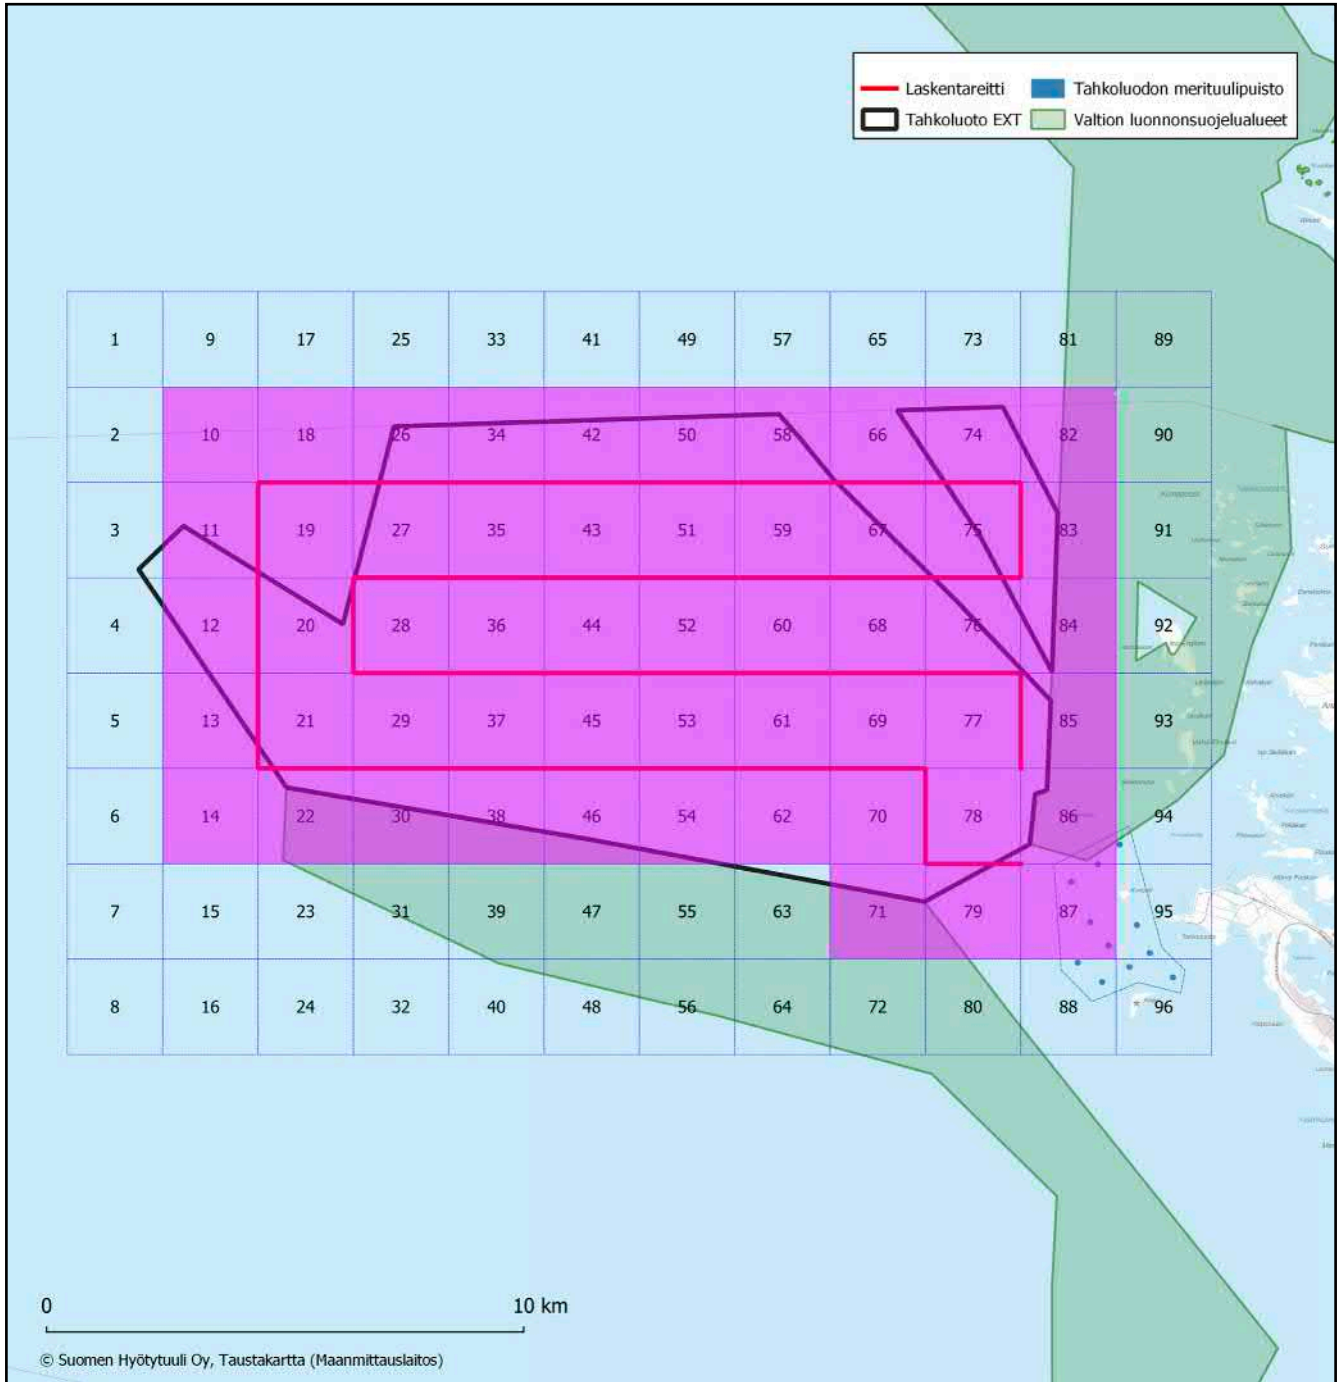 Laskentareitti Tahkoluodon merituulipuisto
Tahkoluoto EXT Valtion luonnonsuojelualueet
1 9 17 25 33 41 49 57 65 73 81 89
2 10 18 26 34 42 50 58 66 74 82 90
3 11 19 27 35 43 51 59 67 75 83 91
4 12 20 28 36 44 52 60 68 76 84 92
5 13 21 29 37 45 53 61 69 77 85 93
6 14 22 30 38 46 54 62 70 78 86 94
7 15 23 31 39 47 55 63 71 79 87 95
8 16 24 32 40 48 56 64 72 80 88 96
0 10 km
© Suomen Hyötytuuli Oy, Taustakartta (Maanmittauslaitos)